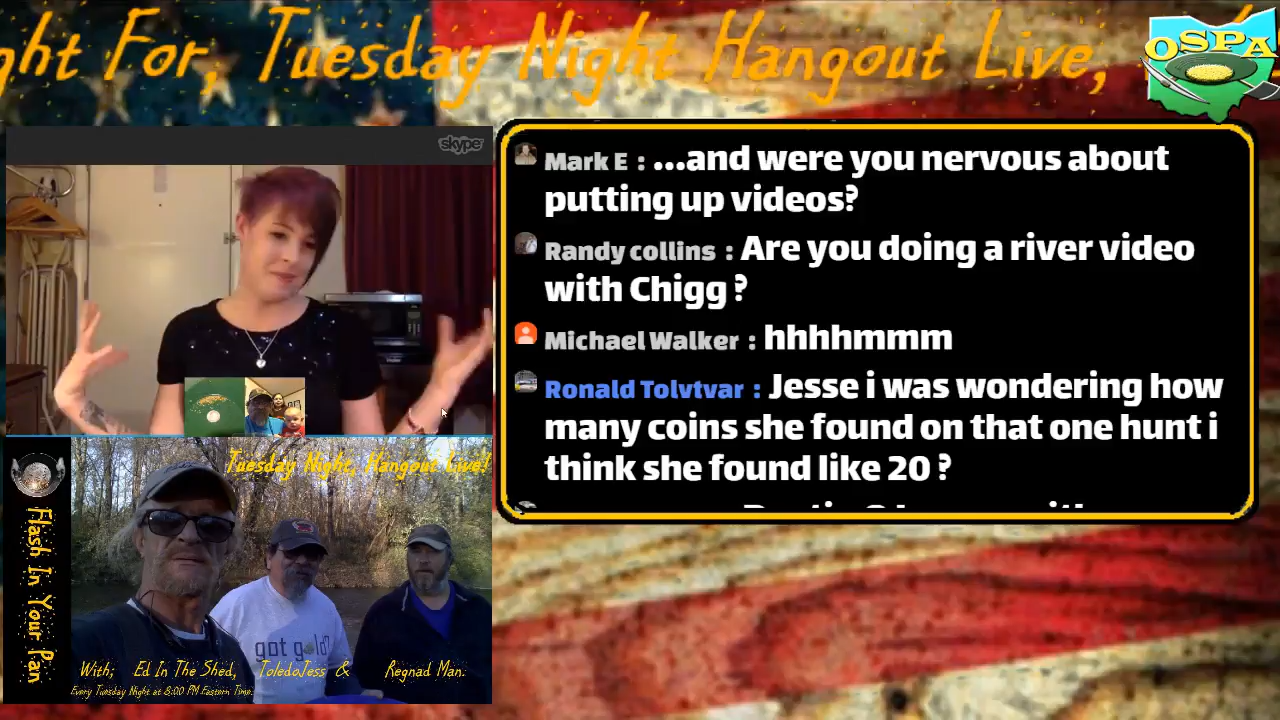 ght For, Tuesday Night Hangout Live,
OSPA
skype
Mark E : ...and were you nervous about
putting up videos?
Randy collins : Are you doing a river video
with Chigg ?
Michael Walker : hhhhmmm
Ronald Tolvtvar : Jesse i was wondering how
many coins she found on that one hunt i
think she found like 20 ?
Tuesday Night, Hangout Live!
Flash In Your Pan
got gold?
With; Ed In The Shed, ToledoJess & Regnad Man.
Every Tuesday Night at 8:00 PM Eastern Time.